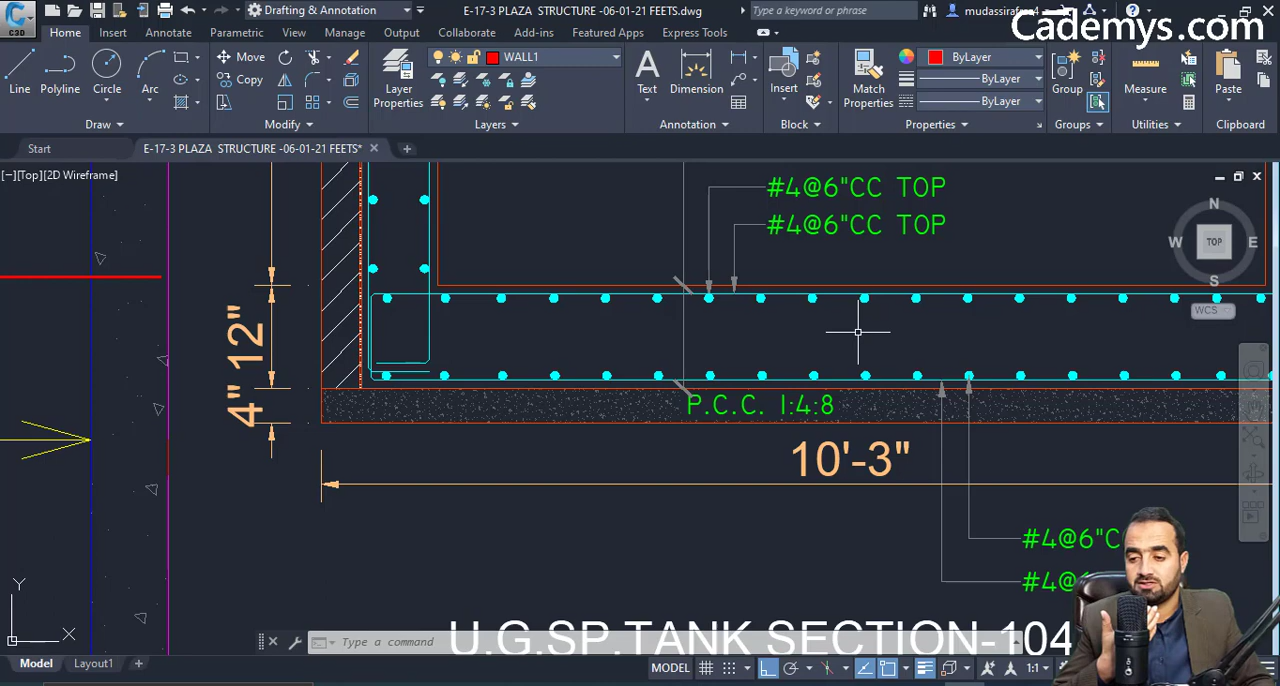 Drafting & Annotation
E-17-3 PLAZA STRUCTURE -06-01-21 FEETS.dwg
Type a keyword or phrase
Cademys.com
Home Insert Annotate Parametric View Manage Output Collaborate Add-ins Featured Apps Express Tools
C3D
Line Polyline Circle Arc
Move
Copy
Layer Properties
WALL1
Text Dimension
Insert
Match Properties
ByLayer
ByLayer
ByLayer
Group
Measure
Paste
Draw Modify Layers Annotation Block Properties Groups Utilities Clipboard
Start E-17-3 PLAZA STRUCTURE -06-01-21 FEETS*
[−][Top][2D Wireframe]
#4@6"CC TOP
#4@6"CC TOP
N
W TOP E
S
WCS
12"
4"
P.C.C. 1:4:8
10'-3"
#4@6"C
#4@
Y
X
Type a command
U.G.SP.TANK SECTION-104
Model Layout1
MODEL
1:1